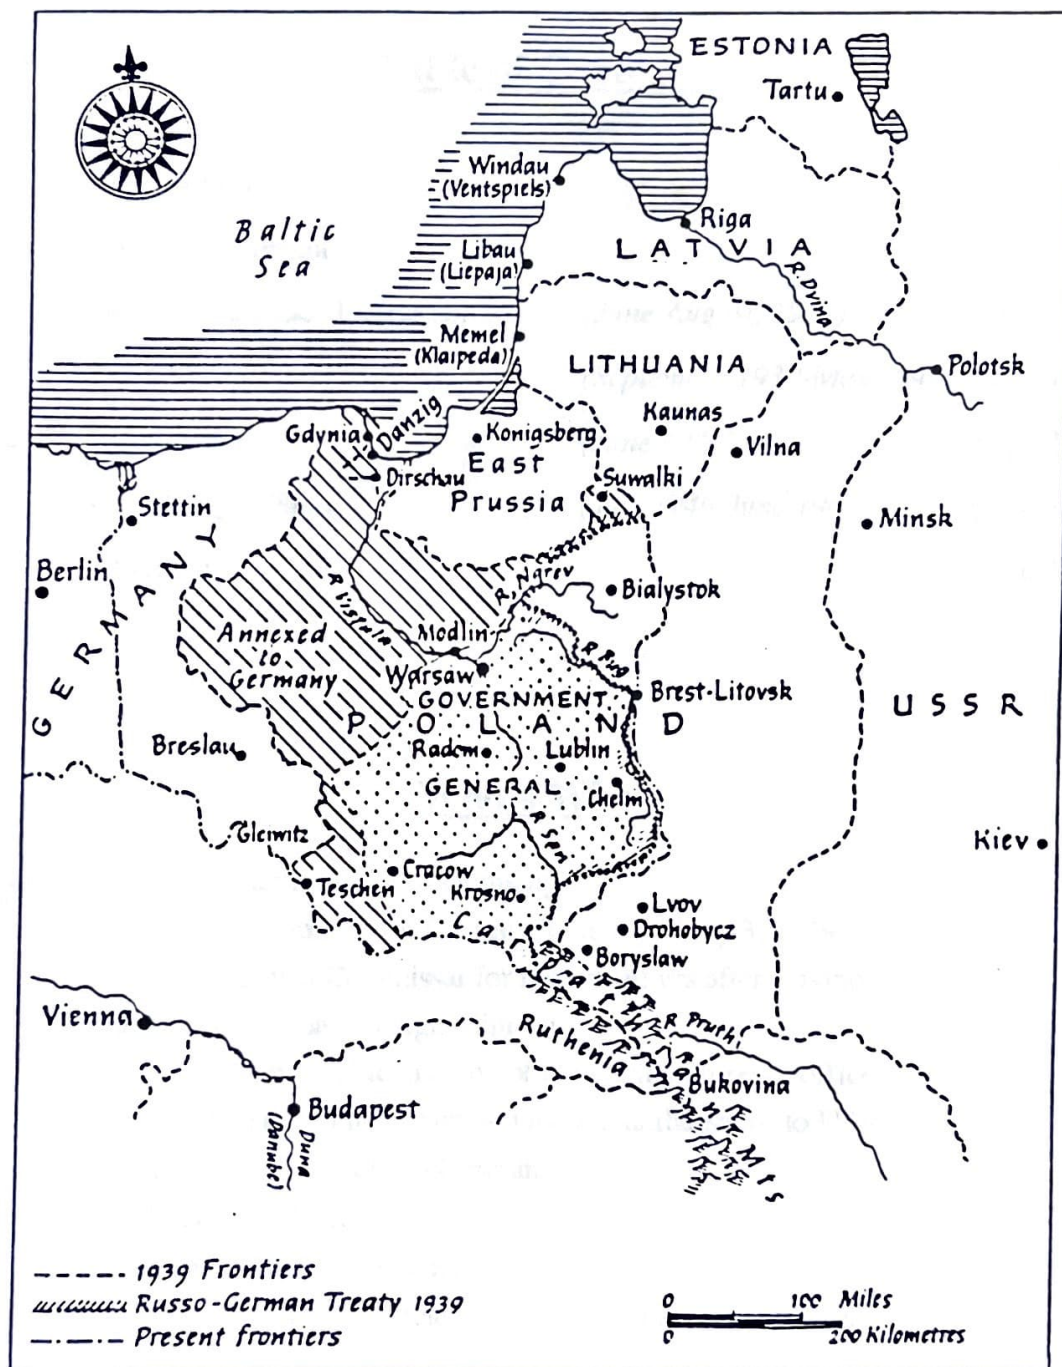 ESTONIA
Tartu
Windau
(Ventspiels)
Riga
Baltic
Sea
LATVIA
Libau
(Liepaja)
R. Dvina
Memel
(Klaipeda)
LITHUANIA
Polotsk
Kaunas
Gdynia
Danzig
Konigsberg
Vilna
East
Dirschau
Prussia
Suwalki
Stettin
Minsk
GERMANY
Berlin
R. Narev
Bialystok
R. Vistula
Annexed
to
Germany
Modlin
R. Bug
Warsaw
GOVERNMENT
Brest-Litovsk
POLAND
USSR
Breslau
Radom
Lublin
GENERAL
Chelm
Gleiwitz
R. San
Kiev
Cracow
Teschen
Krosno
Lvov
Drohobycz
Boryslaw
Carpathian Mts
Vienna
R. Pruth
Ruthenia
Bukovina
Budapest
Duna
(Danube)
1939 Frontiers
Russo-German Treaty 1939
Present frontiers
0 100 Miles
0 200 Kilometres